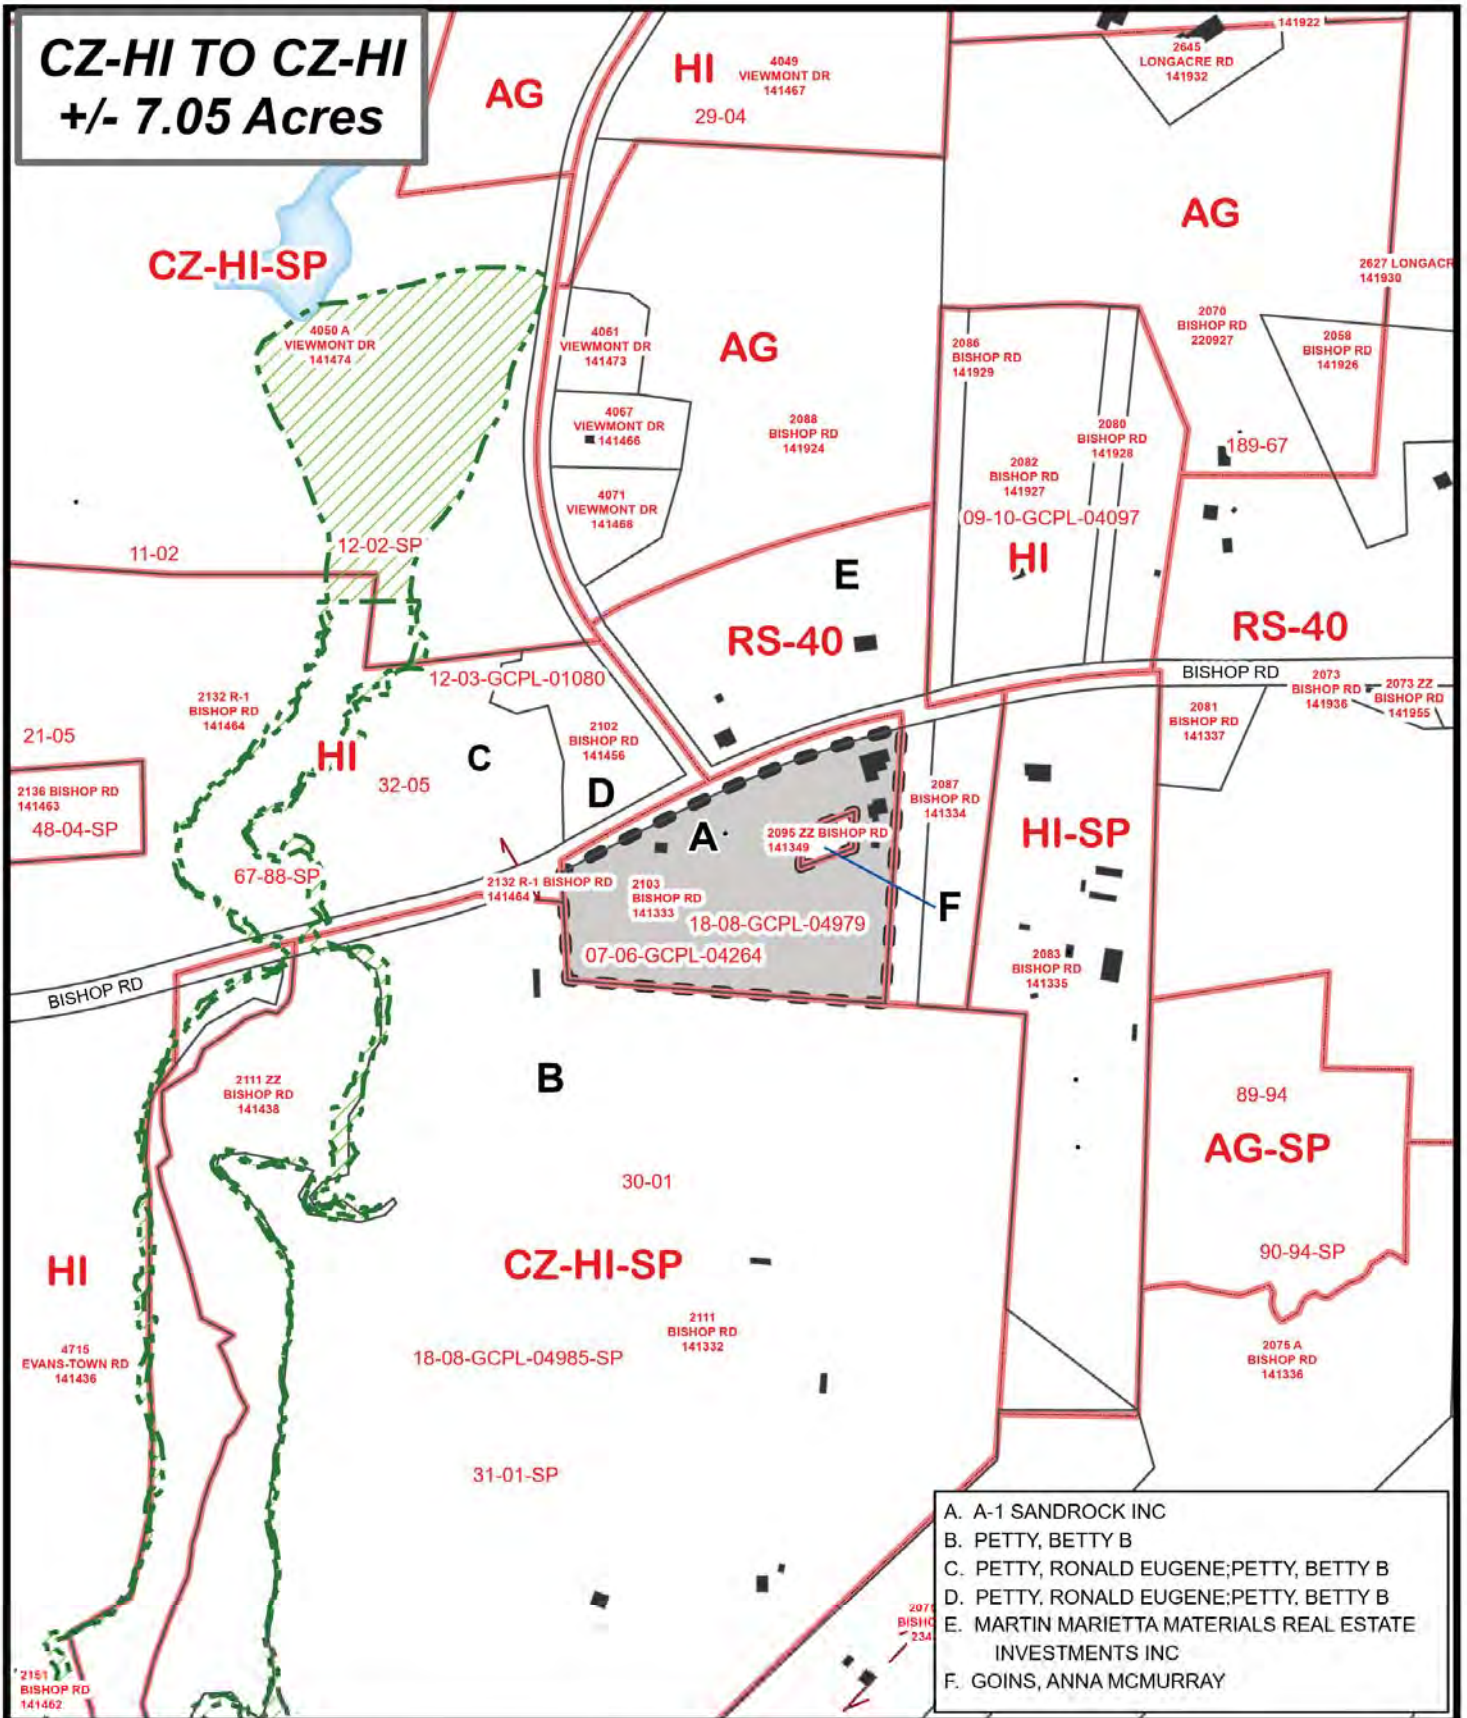 CZ-HI TO CZ-HI
+/- 7.05 Acres
AG
HI
4049
VIEWMONT DR
141467
29-04
141922
2645
LONGACRE RD
141932
CZ-HI-SP
AG
2627 LONGACR
141930
4050 A
VIEWMONT DR
141474
4061
VIEWMONT DR
141473
AG
2086
BISHOP RD
141929
2070
BISHOP RD
220927
2058
BISHOP RD
141926
4067
VIEWMONT DR
141466
2088
BISHOP RD
141924
2080
BISHOP RD
141928
189-67
2082
BISHOP RD
141927
4071
VIEWMONT DR
141468
09-10-GCPL-04097
HI
11-02
12-02-SP
E
RS-40
RS-40
12-03-GCPL-01080
BISHOP RD
2073
BISHOP RD
141936
2073 ZZ
BISHOP RD
141955
2132 R-1
BISHOP RD
141464
2081
BISHOP RD
141337
21-05
HI
C
2102
BISHOP RD
141456
32-05
D
2136 BISHOP RD
141463
48-04-SP
2087
BISHOP RD
141334
A
2095 ZZ BISHOP RD
141349
HI-SP
67-88-SP
2132 R-1 BISHOP RD
141464
2103
BISHOP RD
141333
F
18-08-GCPL-04979
07-06-GCPL-04264
2083
BISHOP RD
141335
BISHOP RD
B
2111 ZZ
BISHOP RD
141438
89-94
AG-SP
30-01
90-94-SP
HI
CZ-HI-SP
2111
BISHOP RD
141332
4715
EVANS-TOWN RD
141436
18-08-GCPL-04985-SP
2075 A
BISHOP RD
141336
31-01-SP
A. A-1 SANDROCK INC
B. PETTY, BETTY B
C. PETTY, RONALD EUGENE;PETTY, BETTY B
D. PETTY, RONALD EUGENE;PETTY, BETTY B
E. MARTIN MARIETTA MATERIALS REAL ESTATE
INVESTMENTS INC
F. GOINS, ANNA MCMURRAY
BISHO
234
2151
BISHOP RD
141462